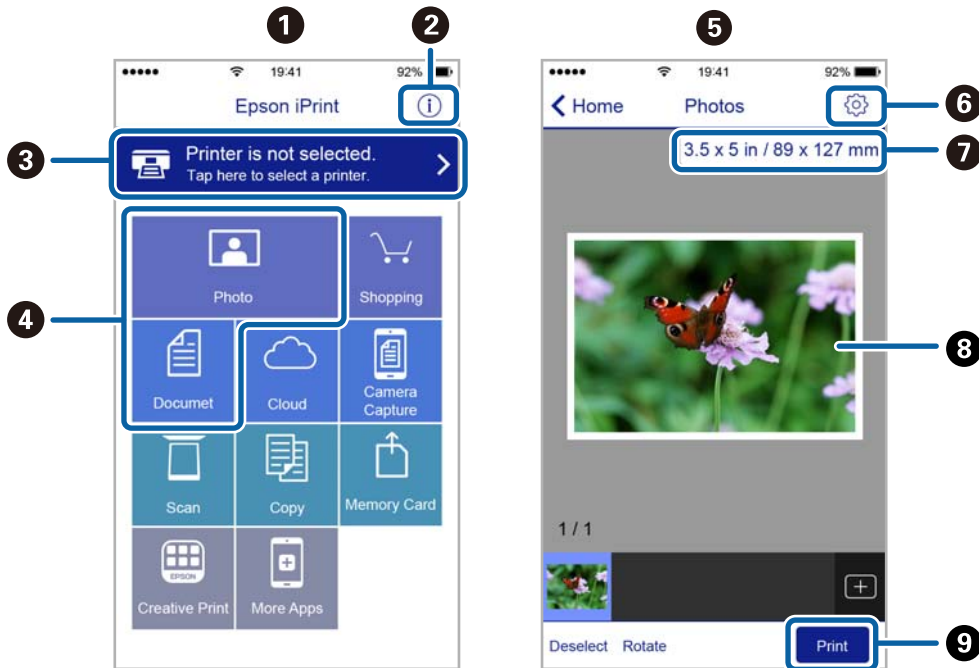 1
2
19:41
92%
Epson iPrint
3
Printer is not selected.
Tap here to select a printer.
4
Photo
Shopping
Documet
Cloud
Camera
Capture
Scan
Copy
Memory Card
EPSON
Creative Print
More Apps
5
19:41
92%
Home
Photos
6
3.5 x 5 in / 89 x 127 mm
7
8
1 / 1
Deselect
Rotate
Print
9